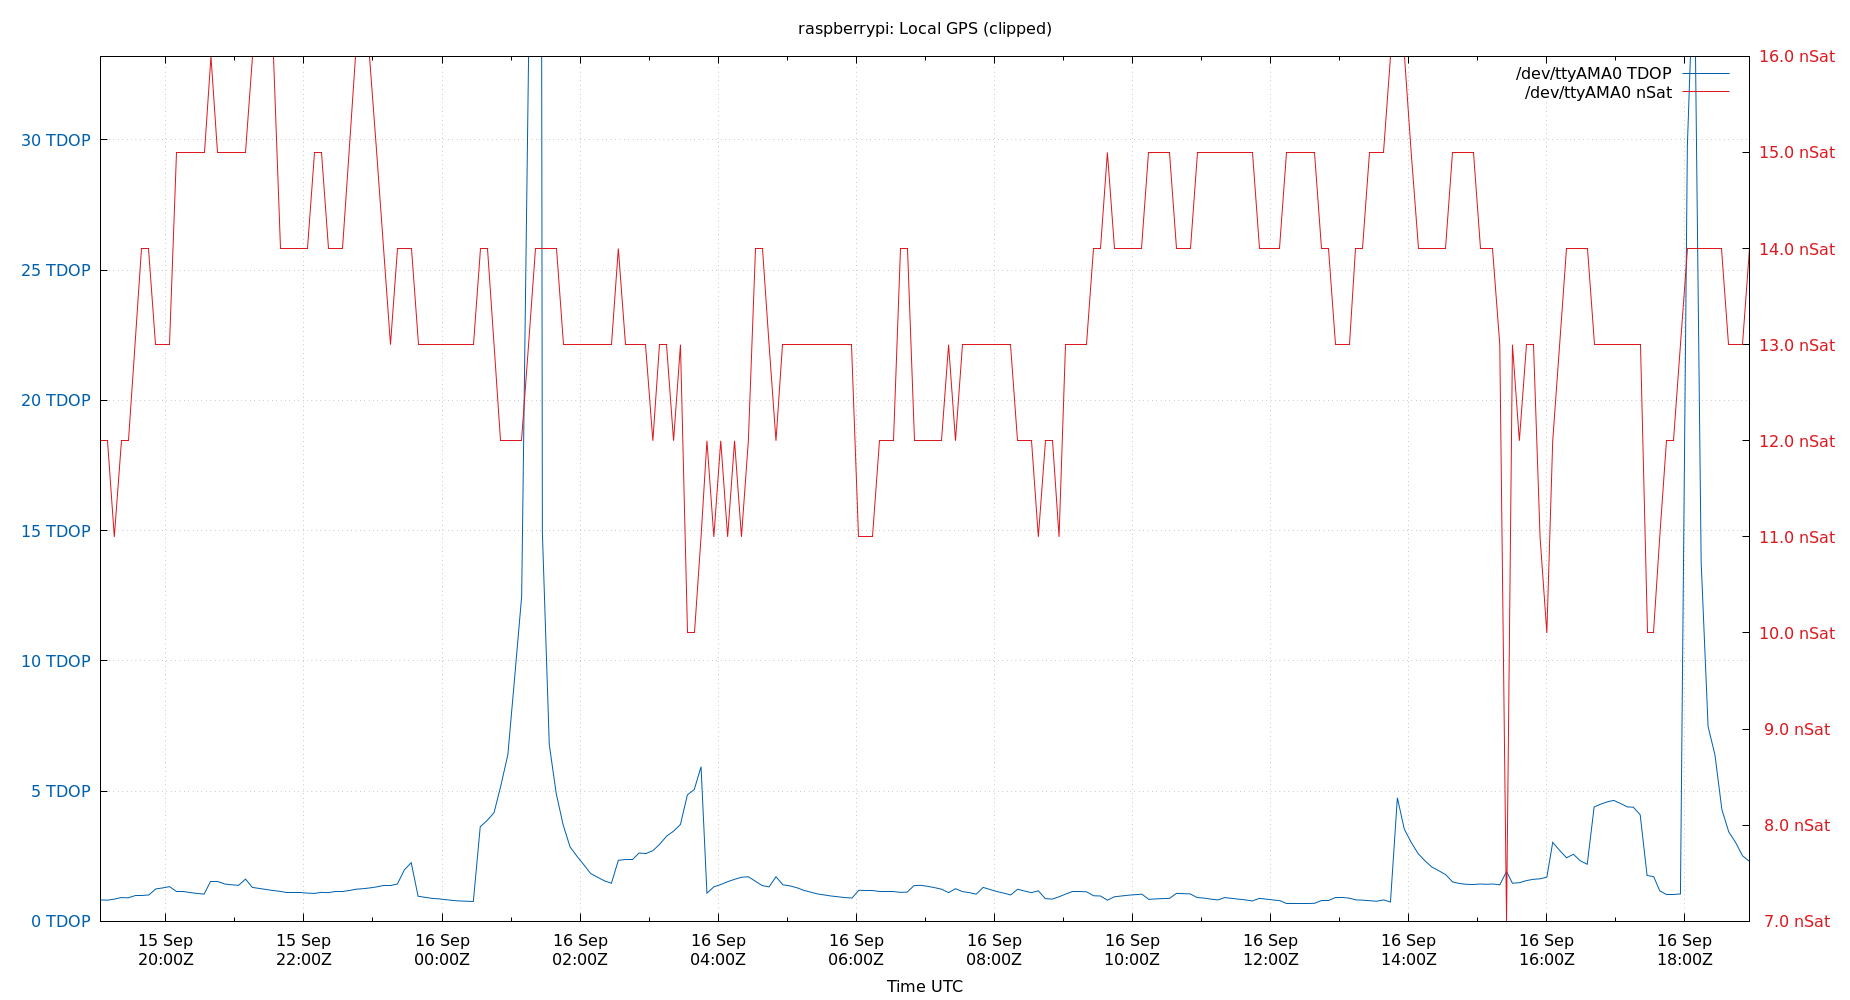 raspberrypi: Local GPS (clipped)
/dev/ttyAMA0 TDOP
/dev/ttyAMA0 nSat
30 TDOP
25 TDOP
20 TDOP
15 TDOP
10 TDOP
5 TDOP
0 TDOP
16.0 nSat
15.0 nSat
14.0 nSat
13.0 nSat
12.0 nSat
11.0 nSat
10.0 nSat
9.0 nSat
8.0 nSat
7.0 nSat
15 Sep 15 Sep 16 Sep 16 Sep 16 Sep 16 Sep 16 Sep 16 Sep 16 Sep 16 Sep 16 Sep 16 Sep
20:00Z 22:00Z 00:00Z 02:00Z 04:00Z 06:00Z 08:00Z 10:00Z 12:00Z 14:00Z 16:00Z 18:00Z
Time UTC